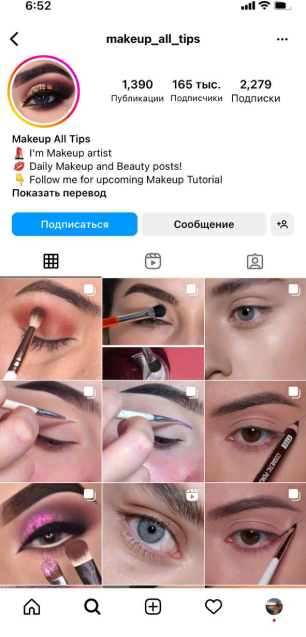 6:52
makeup_all_tips
1,390 165 тыс. 2,279
Публикации Подписчики Подписки
Makeup All Tips
💄 I'm Makeup artist
💋 Daily Makeup and Beauty posts!
👇 Follow me for upcoming Makeup Tutorial
Показать перевод
Подписаться Сообщение